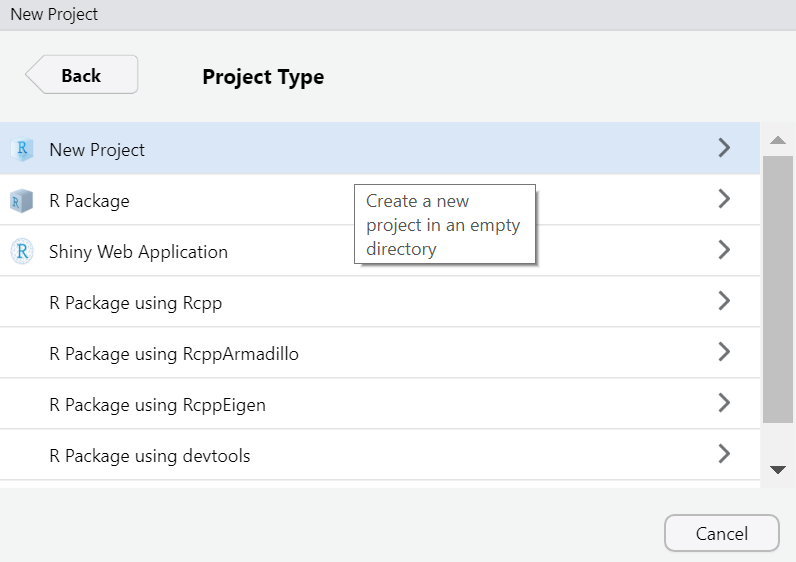 New Project
Back
Project Type
R New Project
R R Package
Create a new
project in an empty
directory
R Shiny Web Application
R Package using Rcpp
R Package using RcppArmadillo
R Package using RcppEigen
R Package using devtools
Cancel